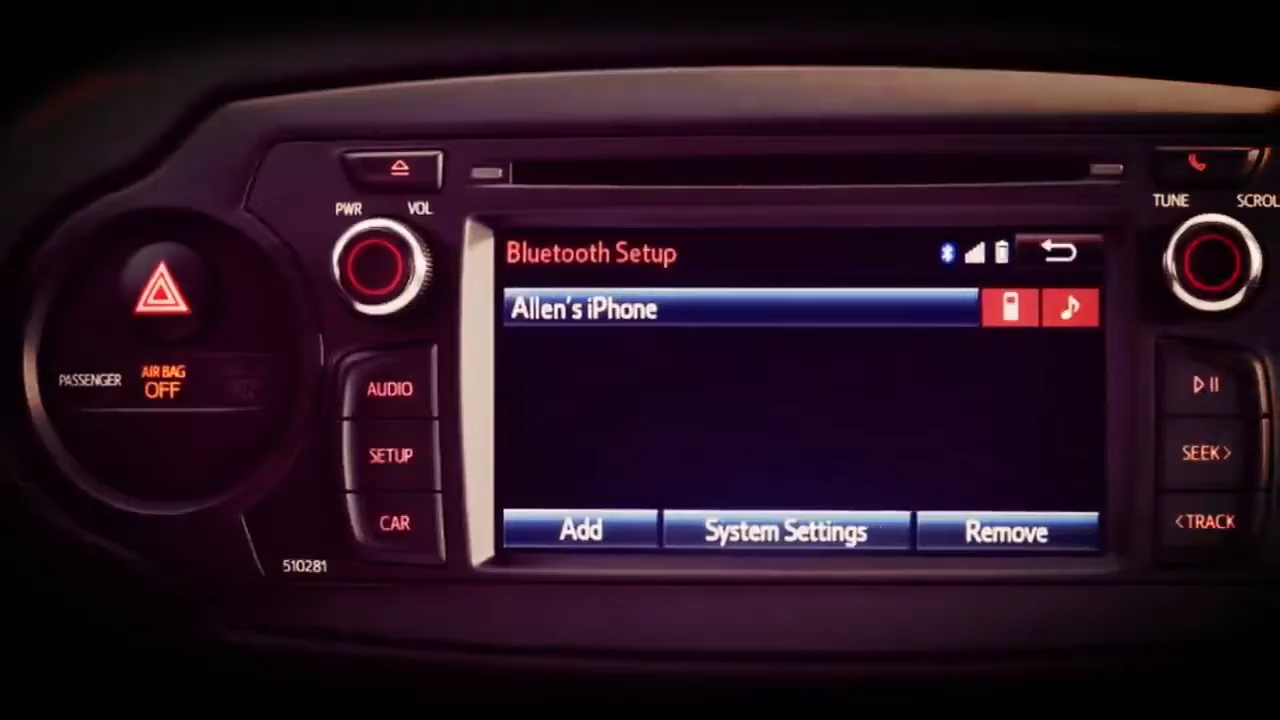 PWR VOL
TUNE SCROL
Bluetooth Setup
Allen's iPhone
PASSENGER
AIR BAG
OFF
AUDIO
SETUP
CAR
SEEK>
<TRACK
Add System Settings Remove
510281